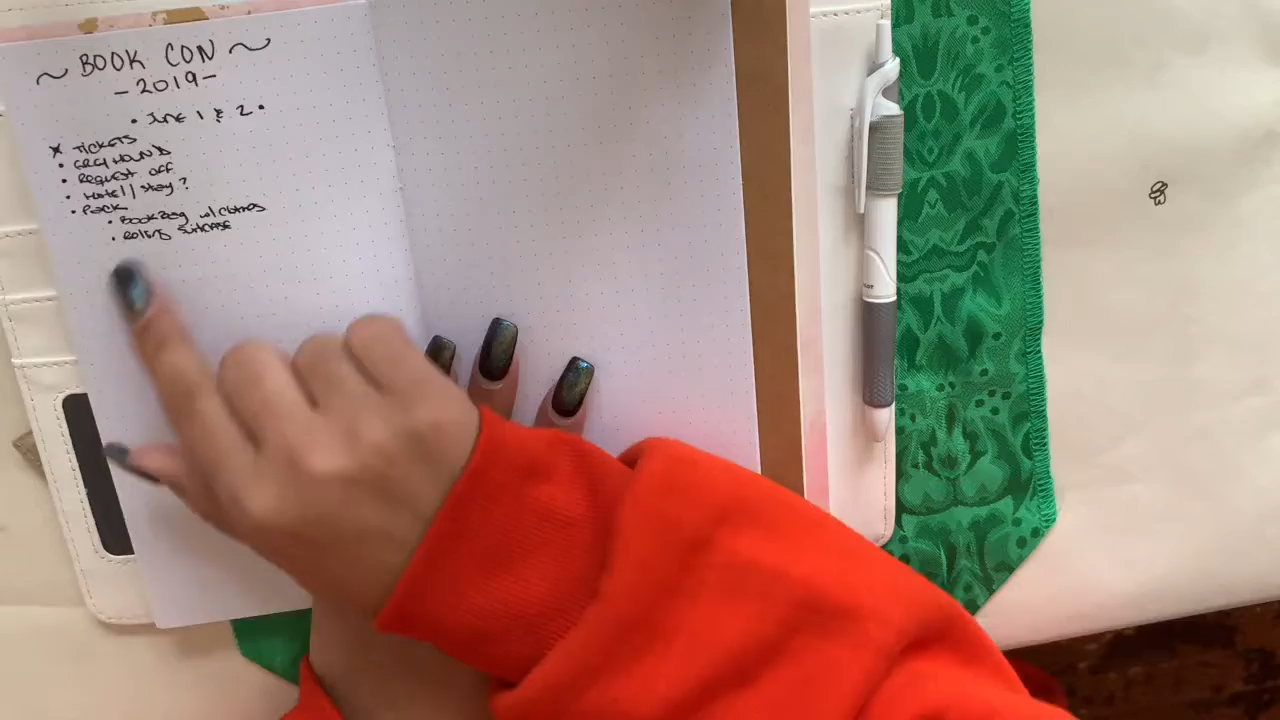 ~ BOOK CON ~
- 2019 -
• June 1 & 2 •
x TICKETS
• GREYHOUND
• Request off
• Hotel / stay?
• Pack
• Bookbag w/ clothes
• Rolling suitcase